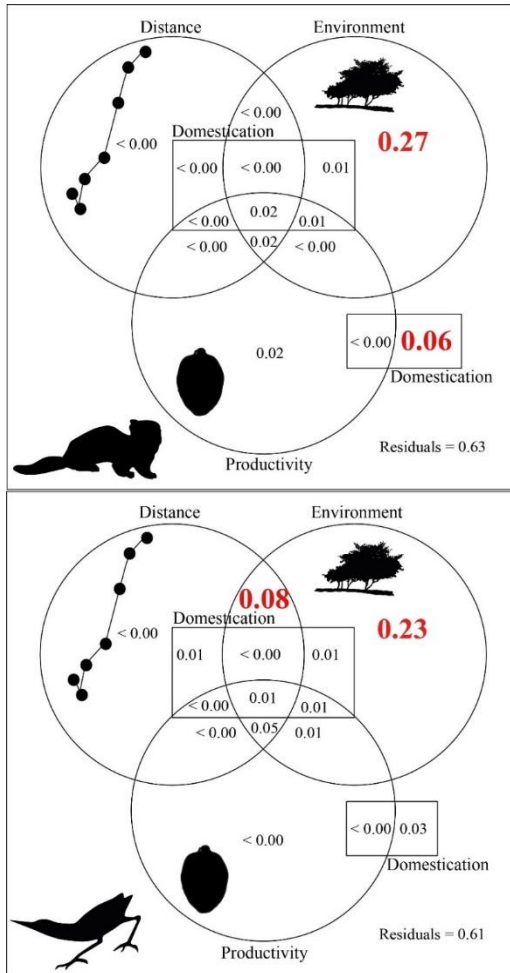 Distance Environment
< 0.00
< 0.00 Domestication 0.27
< 0.00 < 0.00 0.01
0.02
< 0.00 0.01
< 0.00 0.02 < 0.00
< 0.00 0.06
0.02
Domestication
Productivity Residuals = 0.63
Distance Environment
0.08
Domestication 0.23
< 0.00
0.01 < 0.00 0.01
0.01
< 0.00 0.01
< 0.00 0.05 0.01
< 0.00 0.03
< 0.00
Domestication
Productivity Residuals = 0.61